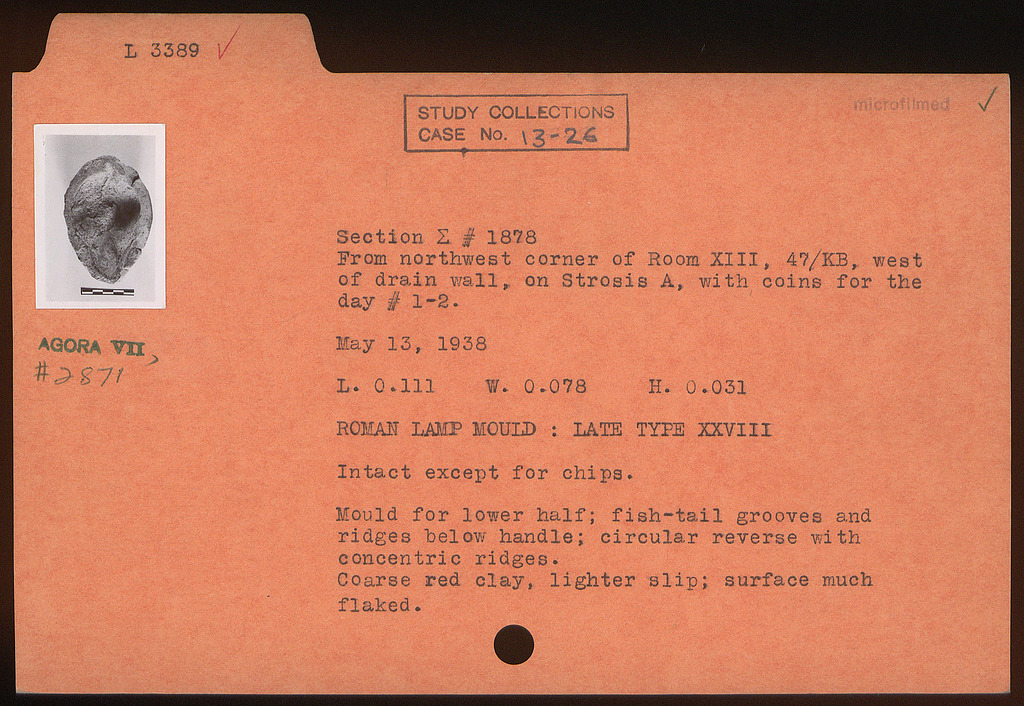 L 3389 ✓
microfilmed ✓
STUDY COLLECTIONS
CASE No. 13-26
Section Σ # 1878
From northwest corner of Room XIII, 47/KB, west
of drain wall, on Strosis A, with coins for the
day # 1-2.
May 13, 1938
L. 0.111 W. 0.078 H. 0.031
ROMAN LAMP MOULD : LATE TYPE XXVIII
Intact except for chips.
Mould for lower half; fish-tail grooves and
ridges below handle; circular reverse with
concentric ridges.
Coarse red clay, lighter slip; surface much
flaked.
AGORA VII,
#2871